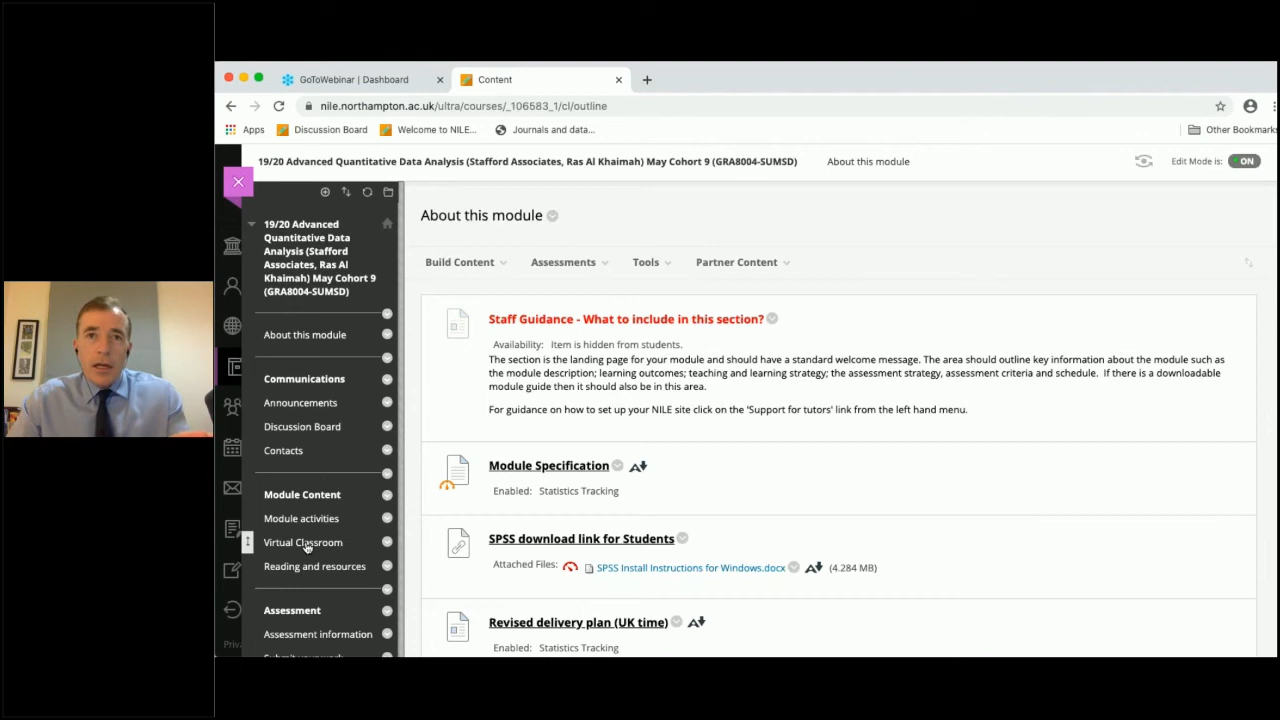 GoToWebinar | Dashboard
Content
nile.northampton.ac.uk/ultra/courses/_106583_1/cl/outline
Apps
Discussion Board
Welcome to NILE...
Journals and data...
Other Bookmarks
19/20 Advanced Quantitative Data Analysis (Stafford Associates, Ras Al Khaimah) May Cohort 9 (GRA8004-SUMSD)
About this module
Edit Mode is:
ON
19/20 Advanced
Quantitative Data
Analysis (Stafford
Associates, Ras Al
Khaimah) May Cohort 9
(GRA8004-SUMSD)
About this module
Communications
Announcements
Discussion Board
Contacts
Module Content
Module activities
Virtual Classroom
Reading and resources
Assessment
Assessment information
Submit your work
About this module
Build Content
Assessments
Tools
Partner Content
Staff Guidance - What to include in this section?
Availability: Item is hidden from students.
The section is the landing page for your module and should have a standard welcome message. The area should outline key information about the module such as
the module description; learning outcomes; teaching and learning strategy; the assessment strategy, assessment criteria and schedule. If there is a downloadable
module guide then it should also be in this area.
For guidance on how to set up your NILE site click on the 'Support for tutors' link from the left hand menu.
Module Specification
Enabled: Statistics Tracking
SPSS download link for Students
Attached Files: SPSS Install Instructions for Windows.docx (4.284 MB)
Revised delivery plan (UK time)
Enabled: Statistics Tracking